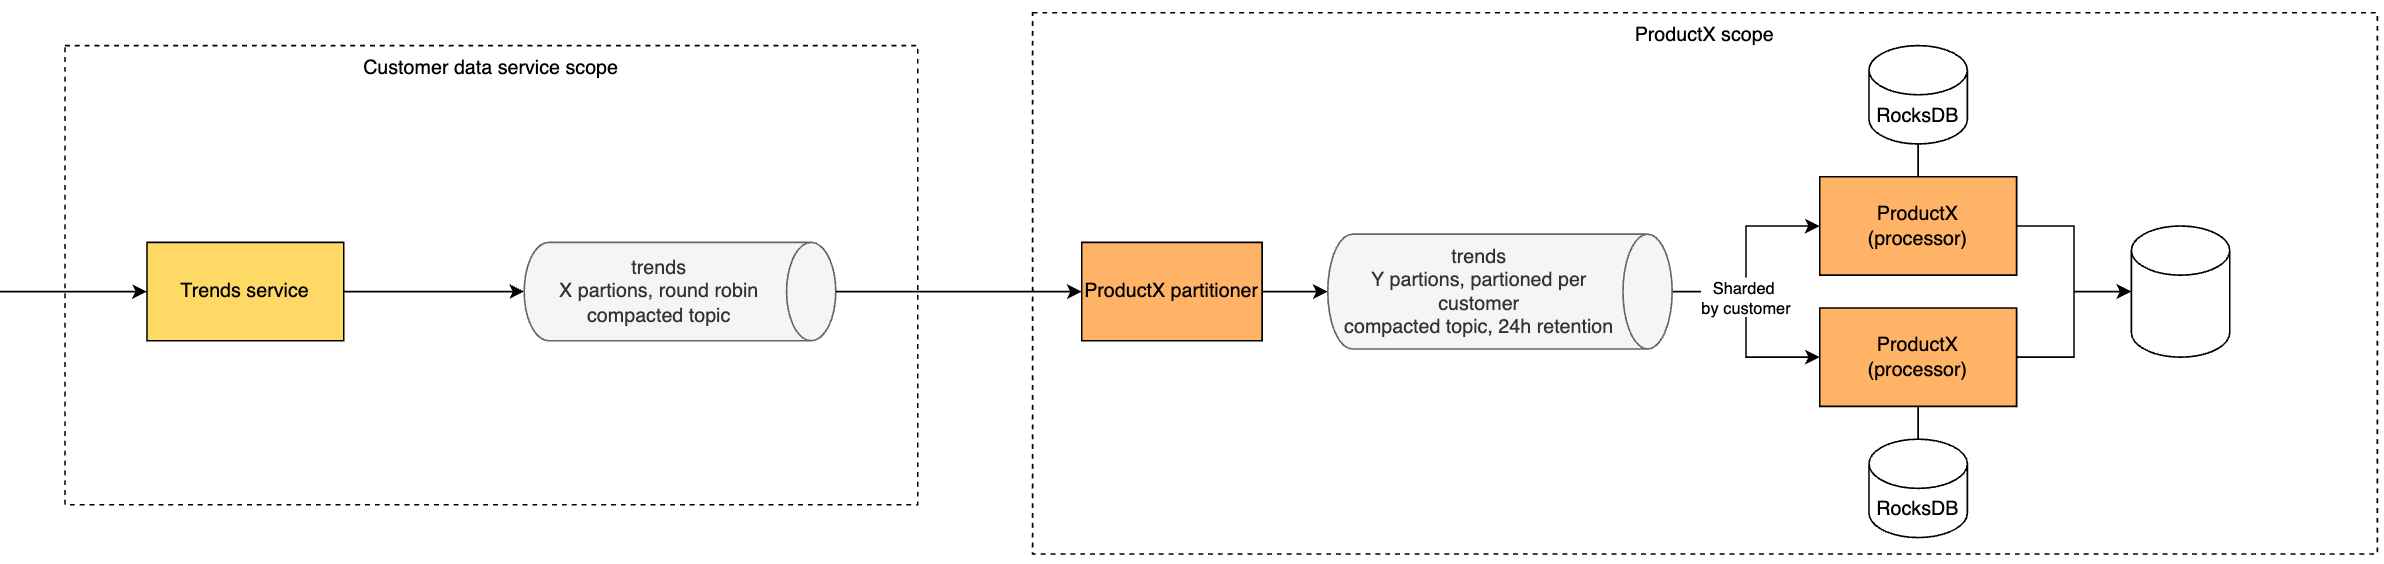 Customer data service scope
Trends service
trends
X partions, round robin
compacted topic
ProductX scope
ProductX partitioner
trends
Y partions, partioned per
customer
compacted topic, 24h retention
Sharded
by customer
RocksDB
ProductX
(processor)
ProductX
(processor)
RocksDB